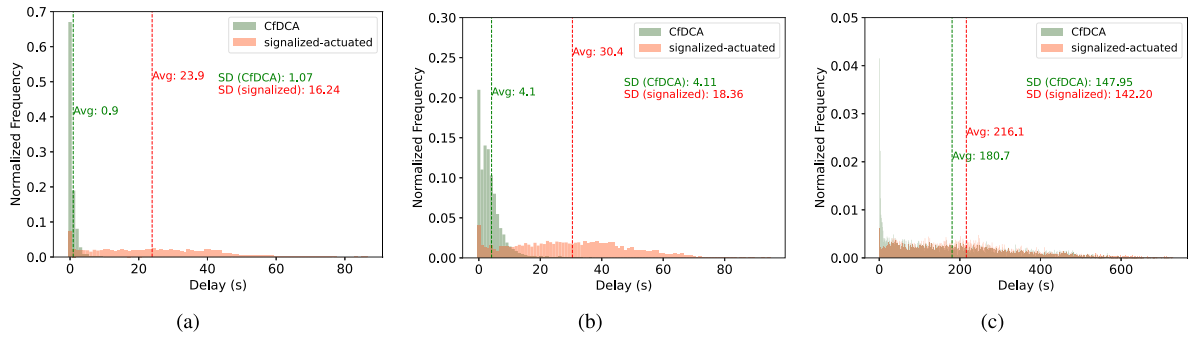 0.7
0.6
0.5
0.4
0.3
0.2
0.1
0.0
Normalized Frequency
CfDCA
signalized-actuated
Avg: 23.9
SD (CfDCA): 1.07
SD (signalized): 16.24
Avg: 0.9
0 20 40 60 80
Delay (s)
(a)
0.30
0.25
0.20
0.15
0.10
0.05
0.00
Normalized Frequency
CfDCA
signalized-actuated
Avg: 30.4
SD (CfDCA): 4.11
SD (signalized): 18.36
Avg: 4.1
0 20 40 60 80
Delay (s)
(b)
0.05
0.04
0.03
0.02
0.01
0.00
Normalized Frequency
CfDCA
signalized-actuated
SD (CfDCA): 147.95
SD (signalized): 142.20
Avg: 216.1
Avg: 180.7
0 200 400 600
Delay (s)
(c)